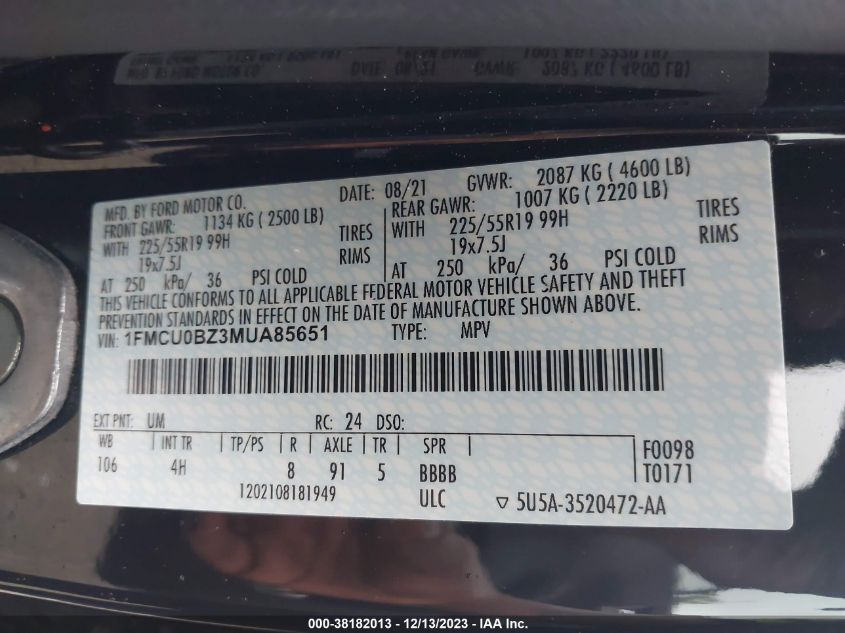 MFD. BY FORD MOTOR CO.
DATE: 08/21 GVWR: 2087 KG ( 4600 LB)
FRONT GAWR: 1134 KG ( 2500 LB)
REAR GAWR: 1007 KG ( 2220 LB)
WITH 225/55R19 99H TIRES
WITH 225/55R19 99H TIRES
19x7.5J RIMS
19x7.5J RIMS
AT 250 kPa/ 36 PSI COLD
AT 250 kPa/ 36 PSI COLD
THIS VEHICLE CONFORMS TO ALL APPLICABLE FEDERAL MOTOR VEHICLE SAFETY AND THEFT
PREVENTION STANDARDS IN EFFECT ON THE DATE OF MANUFACTURE SHOWN ABOVE.
VIN: 1FMCU0BZ3MUA85651 TYPE: MPV
EXT PNT: UM RC: 24 DSO:
WB INT TR TP/PS R AXLE TR SPR F0098
106 4H 8 91 5 BBBB T0171
1202108181949 ULC ▽ 5U5A-3520472-AA
000-38182013 - 12/13/2023 - IAA Inc.